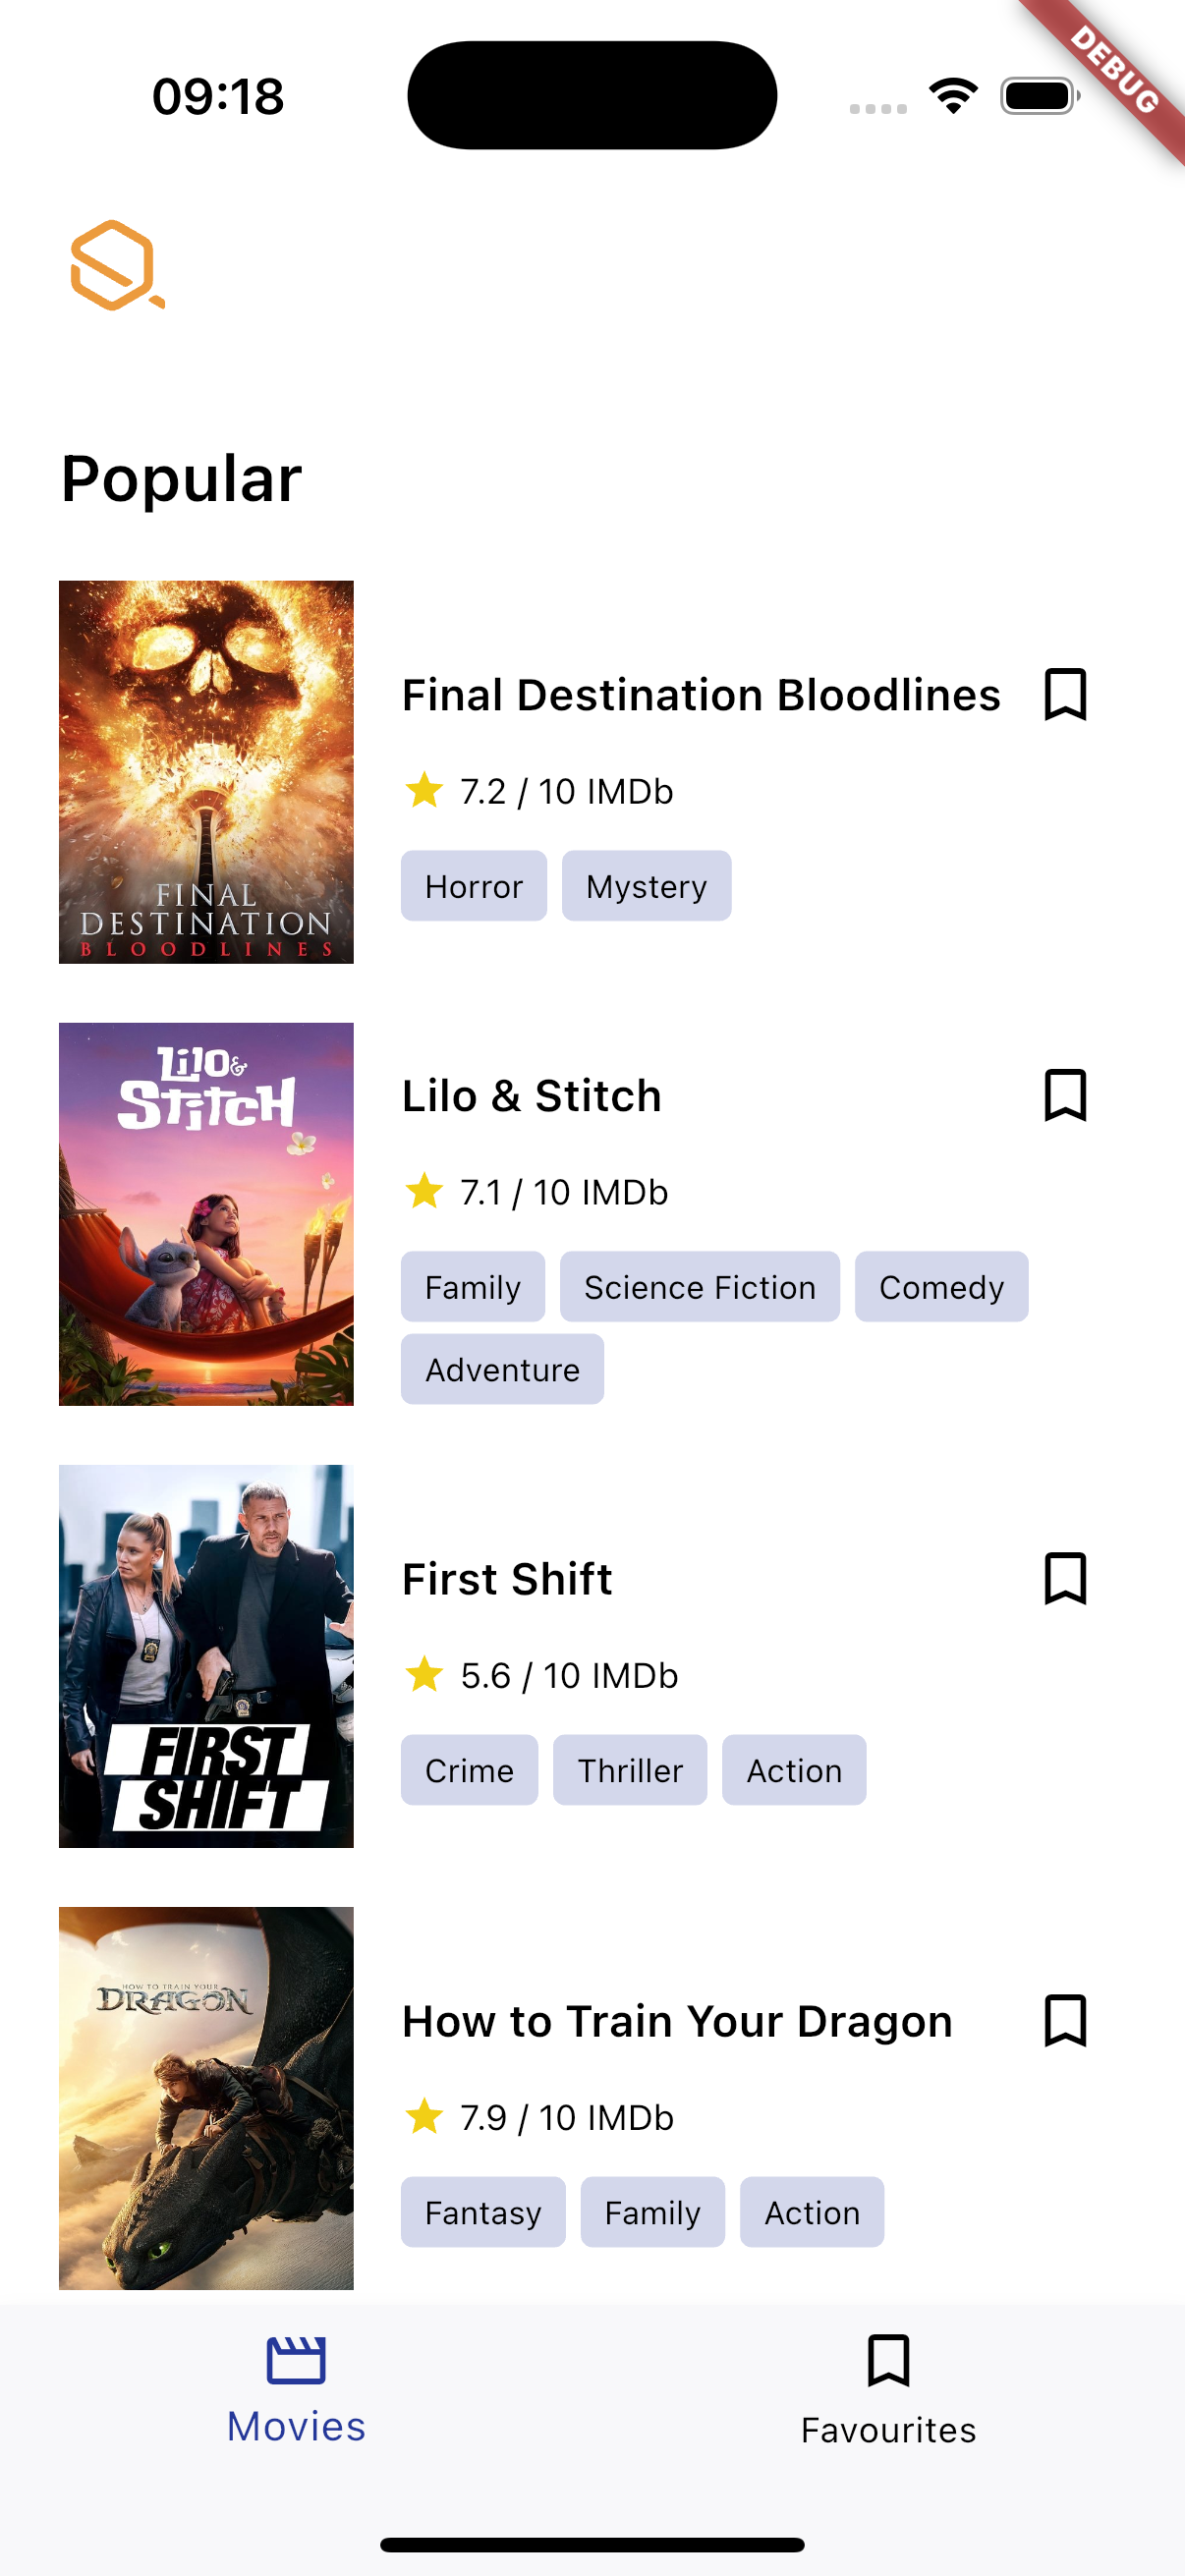 09:18
DEBUG
Popular
FINAL
DESTINATION
BLOODLINES
Final Destination Bloodlines
7.2 / 10 IMDb
Horror Mystery
Lilo &
Stitch
Lilo & Stitch
7.1 / 10 IMDb
Family Science Fiction Comedy
Adventure
FIRST
SHIFT
First Shift
5.6 / 10 IMDb
Crime Thriller Action
HOW TO TRAIN YOUR
DRAGON
How to Train Your Dragon
7.9 / 10 IMDb
Fantasy Family Action
Movies Favourites